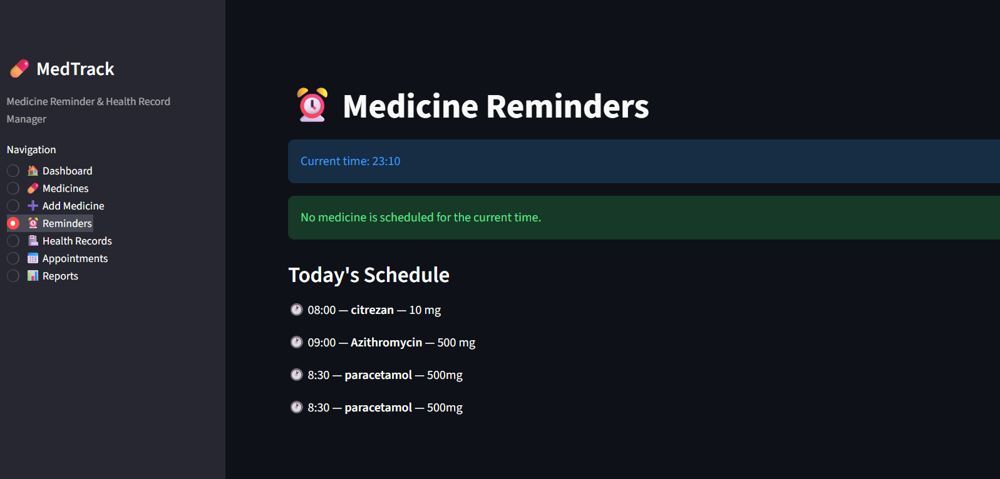 MedTrack
Medicine Reminder & Health Record
Manager
Navigation
Dashboard
Medicines
Add Medicine
Reminders
Health Records
Appointments
Reports
Medicine Reminders
Current time: 23:10
No medicine is scheduled for the current time.
Today's Schedule
08:00 — citrezan — 10 mg
09:00 — Azithromycin — 500 mg
8:30 — paracetamol — 500mg
8:30 — paracetamol — 500mg